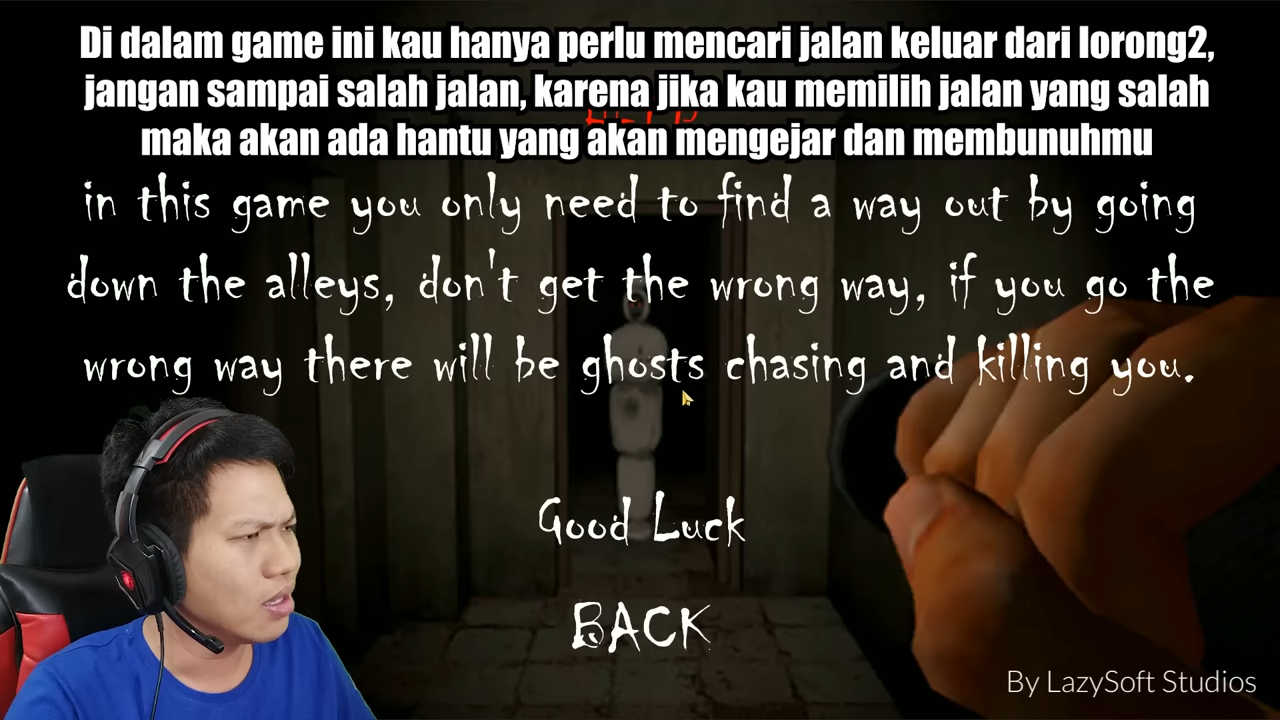 Di dalam game ini kau hanya perlu mencari jalan keluar dari lorong2,
jangan sampai salah jalan, karena jika kau memilih jalan yang salah
maka akan ada hantu yang akan mengejar dan membunuhmu
in this game you only need to find a way out by going
down the alleys, don't get the wrong way, if you go the
wrong way there will be ghosts chasing and killing you.
Good Luck
BACK
By LazySoft Studios